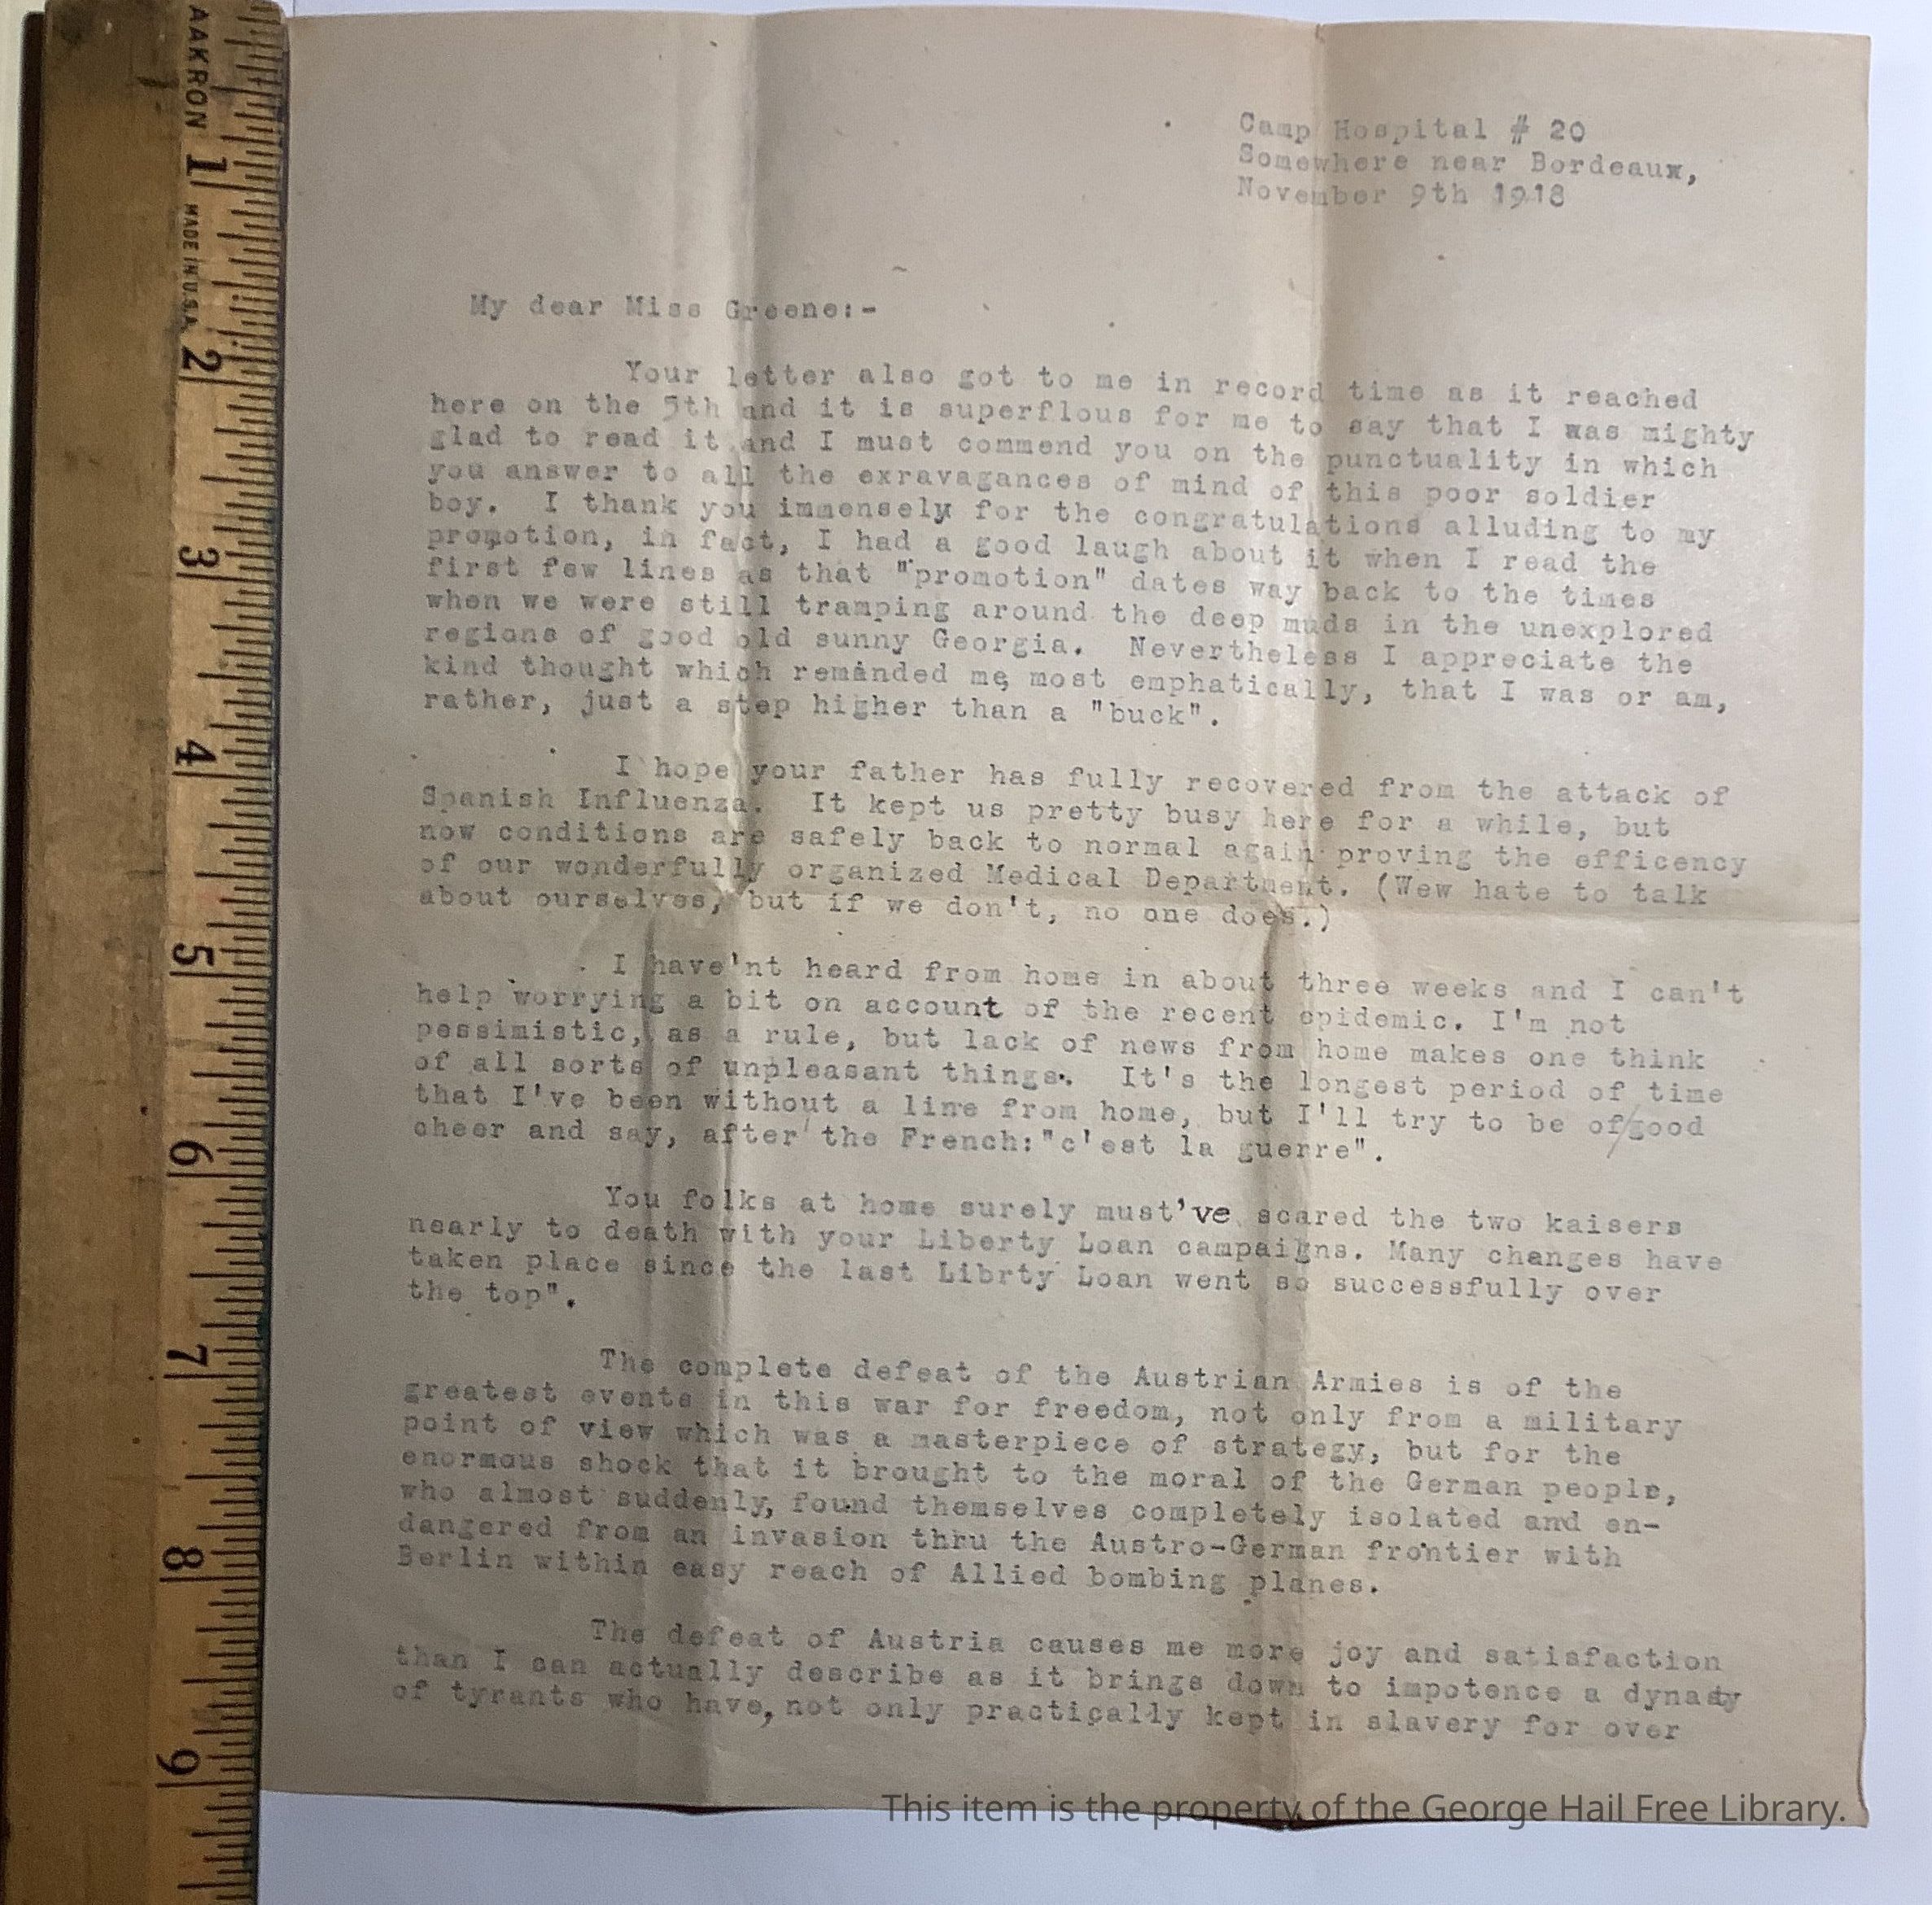 AAKRON
MADE IN U.S.A.
1
2
3
4
5
6
7
8
9
Camp Hospital # 20
Somewhere near Bordeaux,
November 9th 1918
My dear Miss Greene:-
Your letter also got to me in record time as it reached
here on the 5th and it is superflous for me to say that I was mighty
glad to read it and I must commend you on the punctuality in which
you answer to all the exravagances of mind of this poor soldier
boy. I thank you immensely for the congratulations alluding to my
promotion, in fact, I had a good laugh about it when I read the
first few lines as that "promotion" dates way back to the times
when we were still tramping around the deep muds in the unexplored
regions of good old sunny Georgia. Nevertheless I appreciate the
kind thought which reminded me, most emphatically, that I was or am,
rather, just a step higher than a "buck".
I hope your father has fully recovered from the attack of
Spanish Influenza. It kept us pretty busy here for a while, but
now conditions are safely back to normal again proving the efficency
of our wonderfully organized Medical Department. (Wew hate to talk
about ourselves, but if we don't, no one does.)
I have'nt heard from home in about three weeks and I can't
help worrying a bit on account of the recent epidemic. I'm not
pessimistic, as a rule, but lack of news from home makes one think
of all sorts of unpleasant things. It's the longest period of time
that I've been without a line from home, but I'll try to be of/good
cheer and say, after the French:"c'est la guerre".
You folks at home surely must've scared the two kaisers
nearly to death with your Liberty Loan campaigns. Many changes have
taken place since the last Librty Loan went so successfully over
the top".
The complete defeat of the Austrian Armies is of the
greatest events in this war for freedom, not only from a military
point of view which was a masterpiece of strategy, but for the
enormous shock that it brought to the moral of the German people,
who almost suddenly, found themselves completely isolated and en-
dangered from an invasion thru the Austro-German frontier with
Berlin within easy reach of Allied bombing planes.
The defeat of Austria causes me more joy and satisfaction
than I can actually describe as it brings down to impotence a dynasty
of tyrants who have, not only practically kept in slavery for over
This item is the property of the George Hail Free Library.